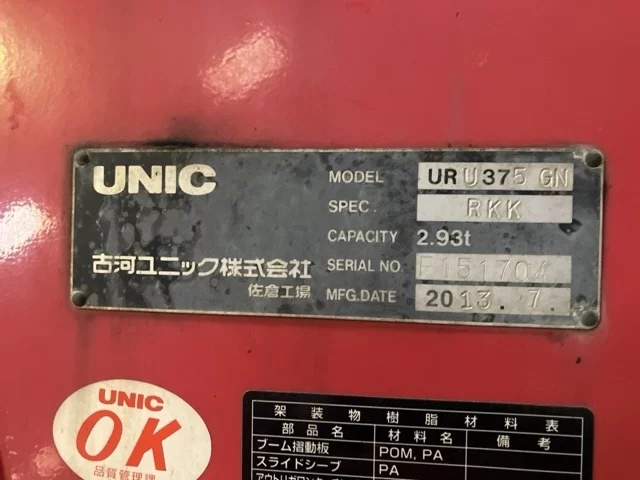 UNIC
MODEL URU375 GN
SPEC. RKK
CAPACITY 2.93t
古河ユニック株式会社
SERIAL NO. E151704
佐倉工場
MFG.DATE 2013.7.
UNIC
OK
品質管理課
架装物樹脂材料表
部品名 材料名 備考
ブーム摺動板 POM, PA
スライドシーブ PA